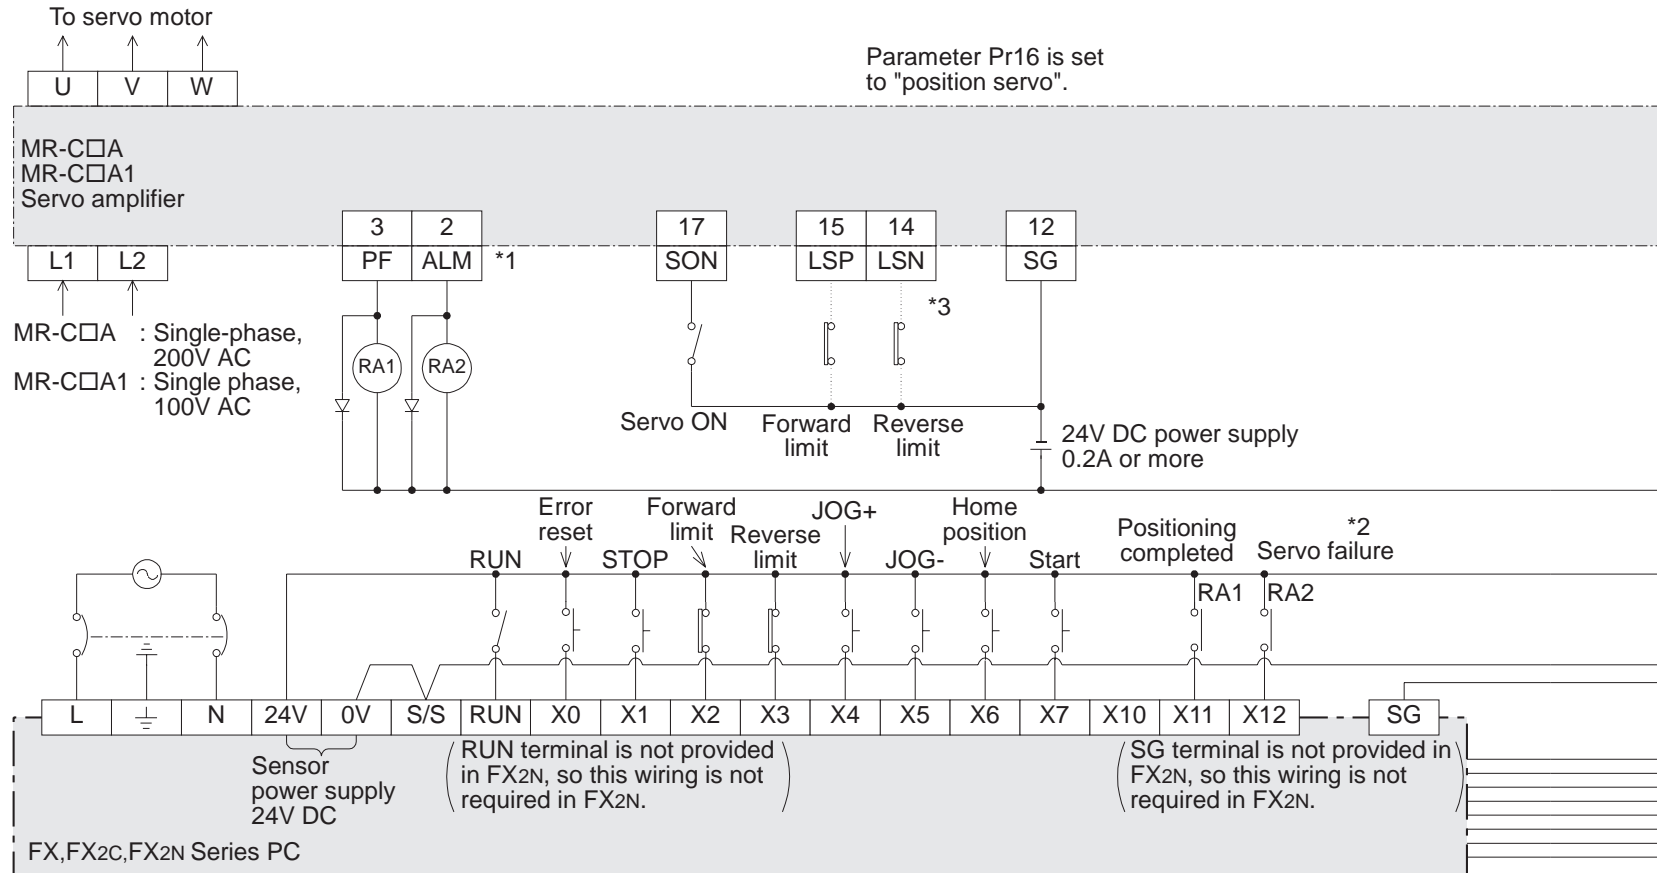 To servo motor
Parameter Pr16 is set
to "position servo".
U V W
MR-C□A
MR-C□A1
Servo amplifier
3 2 17 15 14 12
L1 L2 PF ALM *1 SON LSP LSN SG
*3
MR-C□A : Single-phase,
200V AC
MR-C□A1 : Single phase,
100V AC
RA1 RA2
Servo ON
Forward
limit
Reverse
limit
24V DC power supply
0.2A or more
RUN
Error
reset
STOP
Forward
limit
Reverse
limit
JOG+
JOG-
Home
position
Start
Positioning
completed
*2
Servo failure
RA1 RA2
L N 24V 0V S/S RUN X0 X1 X2 X3 X4 X5 X6 X7 X10 X11 X12 SG
Sensor
power supply
24V DC
(RUN terminal is not provided
in FX2N, so this wiring is not
required in FX2N.)
(SG terminal is not provided in
FX2N, so this wiring is not
required in FX2N.)
FX,FX2C,FX2N Series PC